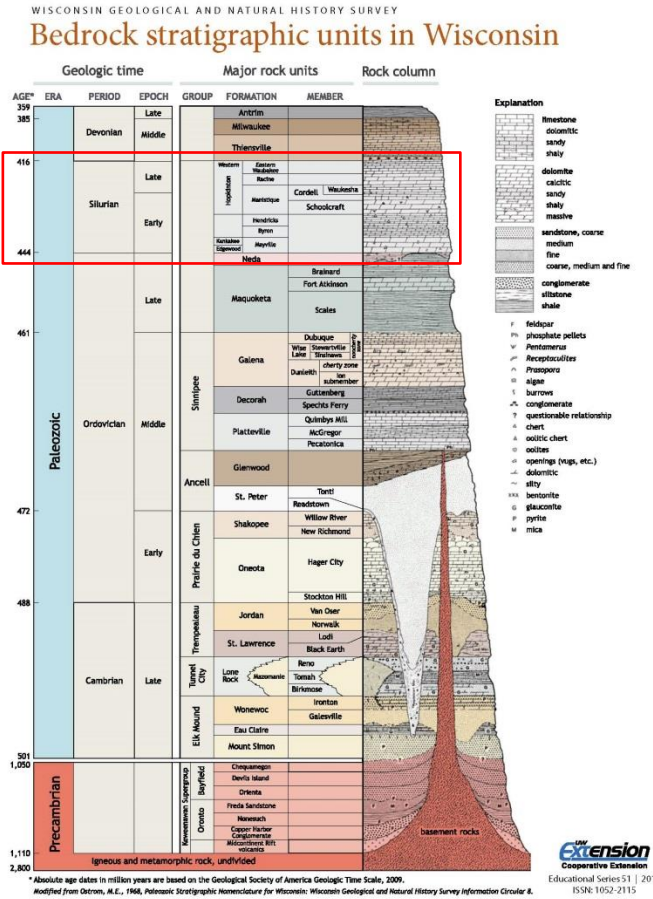 WISCONSIN GEOLOGICAL AND NATURAL HISTORY SURVEY
Bedrock stratigraphic units in Wisconsin
Geologic time Major rock units Rock column
AGE* ERA PERIOD EPOCH GROUP FORMATION MEMBER
359
385
416
444
461
472
488
501
1,050
1,110
2,800
Paleozoic
Precambrian
Devonian
Silurian
Ordovician
Cambrian
Late
Middle
Late
Early
Late
Middle
Early
Late
Sinnipee
Ancell
Prairie du Chien
Trempealeau
Tunnel City
Elk Mound
Keweenawan Supergroup
Bayfield
Oronto
Antrim
Milwaukee
Thiensville
Western
Hopkinton
Eastern
Waubakee
Racine
Manistique
Cordell Waukesha
Schoolcraft
Hendricks
Byron
Kankakee
Edgewood
Mayville
Neda
Maquoketa
Brainard
Fort Atkinson
Scales
Galena
Dubuque
Wise Lake
Stewartville
Sinsinawa
Dunleith
cherty zone
Ion submember
Decorah
Guttenberg
Spechts Ferry
Platteville
Quimbys Mill
McGregor
Pecatonica
Glenwood
St. Peter
Tonti
Readstown
Shakopee
Willow River
New Richmond
Oneota
Hager City
Stockton Hill
Jordan
Van Oser
Norwalk
St. Lawrence
Lodi
Black Earth
Lone Rock
Mazomanie
Reno
Tomah
Birkmose
Wonewoc
Ironton
Galesville
Eau Claire
Mount Simon
Chequamegon
Devils Island
Orienta
Freda Sandstone
Nonesuch
Copper Harbor Conglomerate
Midcontinent Rift volcanics
Igneous and metamorphic rock, undivided
basement rocks
Explanation
limestone
dolomitic
sandy
shaly
dolomite
calcitic
sandy
shaly
massive
sandstone, coarse
medium
fine
coarse, medium and fine
conglomerate
siltstone
shale
F feldspar
Ph phosphate pellets
Pentamerus
Receptaculites
Prasopora
algae
burrows
conglomerate
? questionable relationship
chert
oolitic chert
oolites
openings (vugs, etc.)
dolomitic
silty
xxx bentonite
G glauconite
P pyrite
M mica
UW
Extension
Cooperative Extension
Educational Series 51 | 20
ISSN: 1052-2115
* Absolute age dates in million years are based on the Geological Society of America Geologic Time Scale, 2009.
Modified from Ostrom, M.E., 1968, Paleozoic Stratigraphic Nomenclature for Wisconsin: Wisconsin Geological and Natural History Survey Information Circular 8.